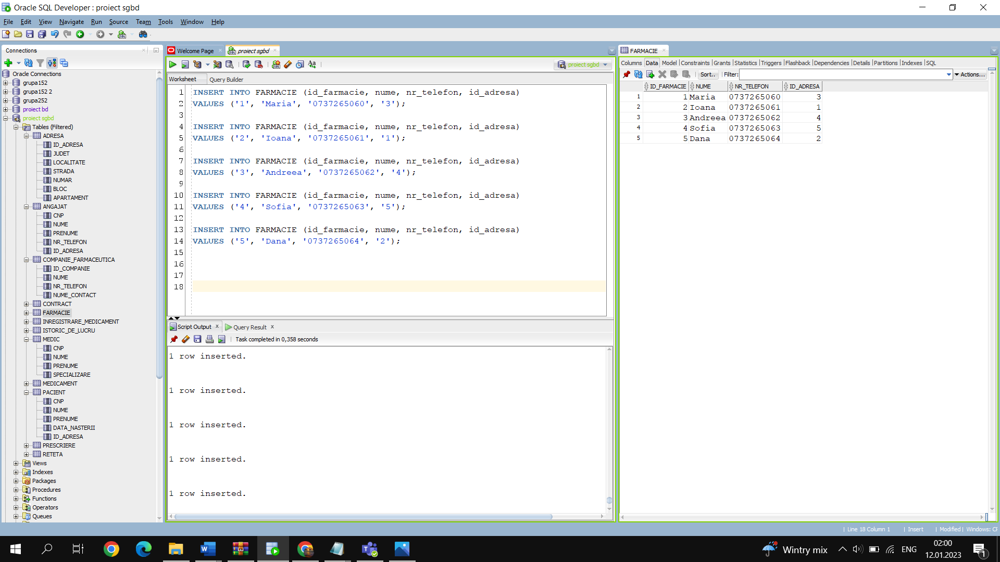 Oracle SQL Developer : proiect sgbd
File Edit View Navigate Run Source Team Tools Window Help
Connections
Oracle Connections
grupa152
grupa152 2
grupa252
proiect bd
proiect sgbd
Tables (Filtered)
ADRESA
ID_ADRESA
JUDET
LOCALITATE
STRADA
NUMAR
BLOC
APARTAMENT
ANGAJAT
CNP
NUME
PRENUME
NR_TELEFON
ID_ADRESA
COMPANIE_FARMACEUTICA
ID_COMPANIE
NUME
NR_TELEFON
NUME_CONTACT
CONTRACT
FARMACIE
INREGISTRARE_MEDICAMENT
ISTORIC_DE_LUCRU
MEDIC
CNP
NUME
PRENUME
SPECIALIZARE
MEDICAMENT
PACIENT
CNP
NUME
PRENUME
DATA_NASTERII
ID_ADRESA
PRESCRIERE
RETETA
Views
Indexes
Packages
Procedures
Functions
Operators
Queues
Welcome Page proiect sgbd
proiect sgbd
Worksheet Query Builder
1 INSERT INTO FARMACIE (id_farmacie, nume, nr_telefon, id_adresa)
2 VALUES ('1', 'Maria', '0737265060', '3');
3
4 INSERT INTO FARMACIE (id_farmacie, nume, nr_telefon, id_adresa)
5 VALUES ('2', 'Ioana', '0737265061', '1');
6
7 INSERT INTO FARMACIE (id_farmacie, nume, nr_telefon, id_adresa)
8 VALUES ('3', 'Andreea', '0737265062', '4');
9
10 INSERT INTO FARMACIE (id_farmacie, nume, nr_telefon, id_adresa)
11 VALUES ('4', 'Sofia', '0737265063', '5');
12
13 INSERT INTO FARMACIE (id_farmacie, nume, nr_telefon, id_adresa)
14 VALUES ('5', 'Dana', '0737265064', '2');
15
16
17
18
Script Output Query Result
Task completed in 0,358 seconds
1 row inserted.
1 row inserted.
1 row inserted.
1 row inserted.
1 row inserted.
FARMACIE
Columns Data Model Constraints Grants Statistics Triggers Flashback Dependencies Details Partitions Indexes SQL
Sort.. Filter: Actions...
ID_FARMACIE NUME NR_TELEFON ID_ADRESA
1 1 Maria 0737265060 3
2 2 Ioana 0737265061 1
3 3 Andreea 0737265062 4
4 4 Sofia 0737265063 5
5 5 Dana 0737265064 2
Line 18 Column 1 Insert Modified Windows: CF
Wintry mix ENG 02:00
12.01.2023
1